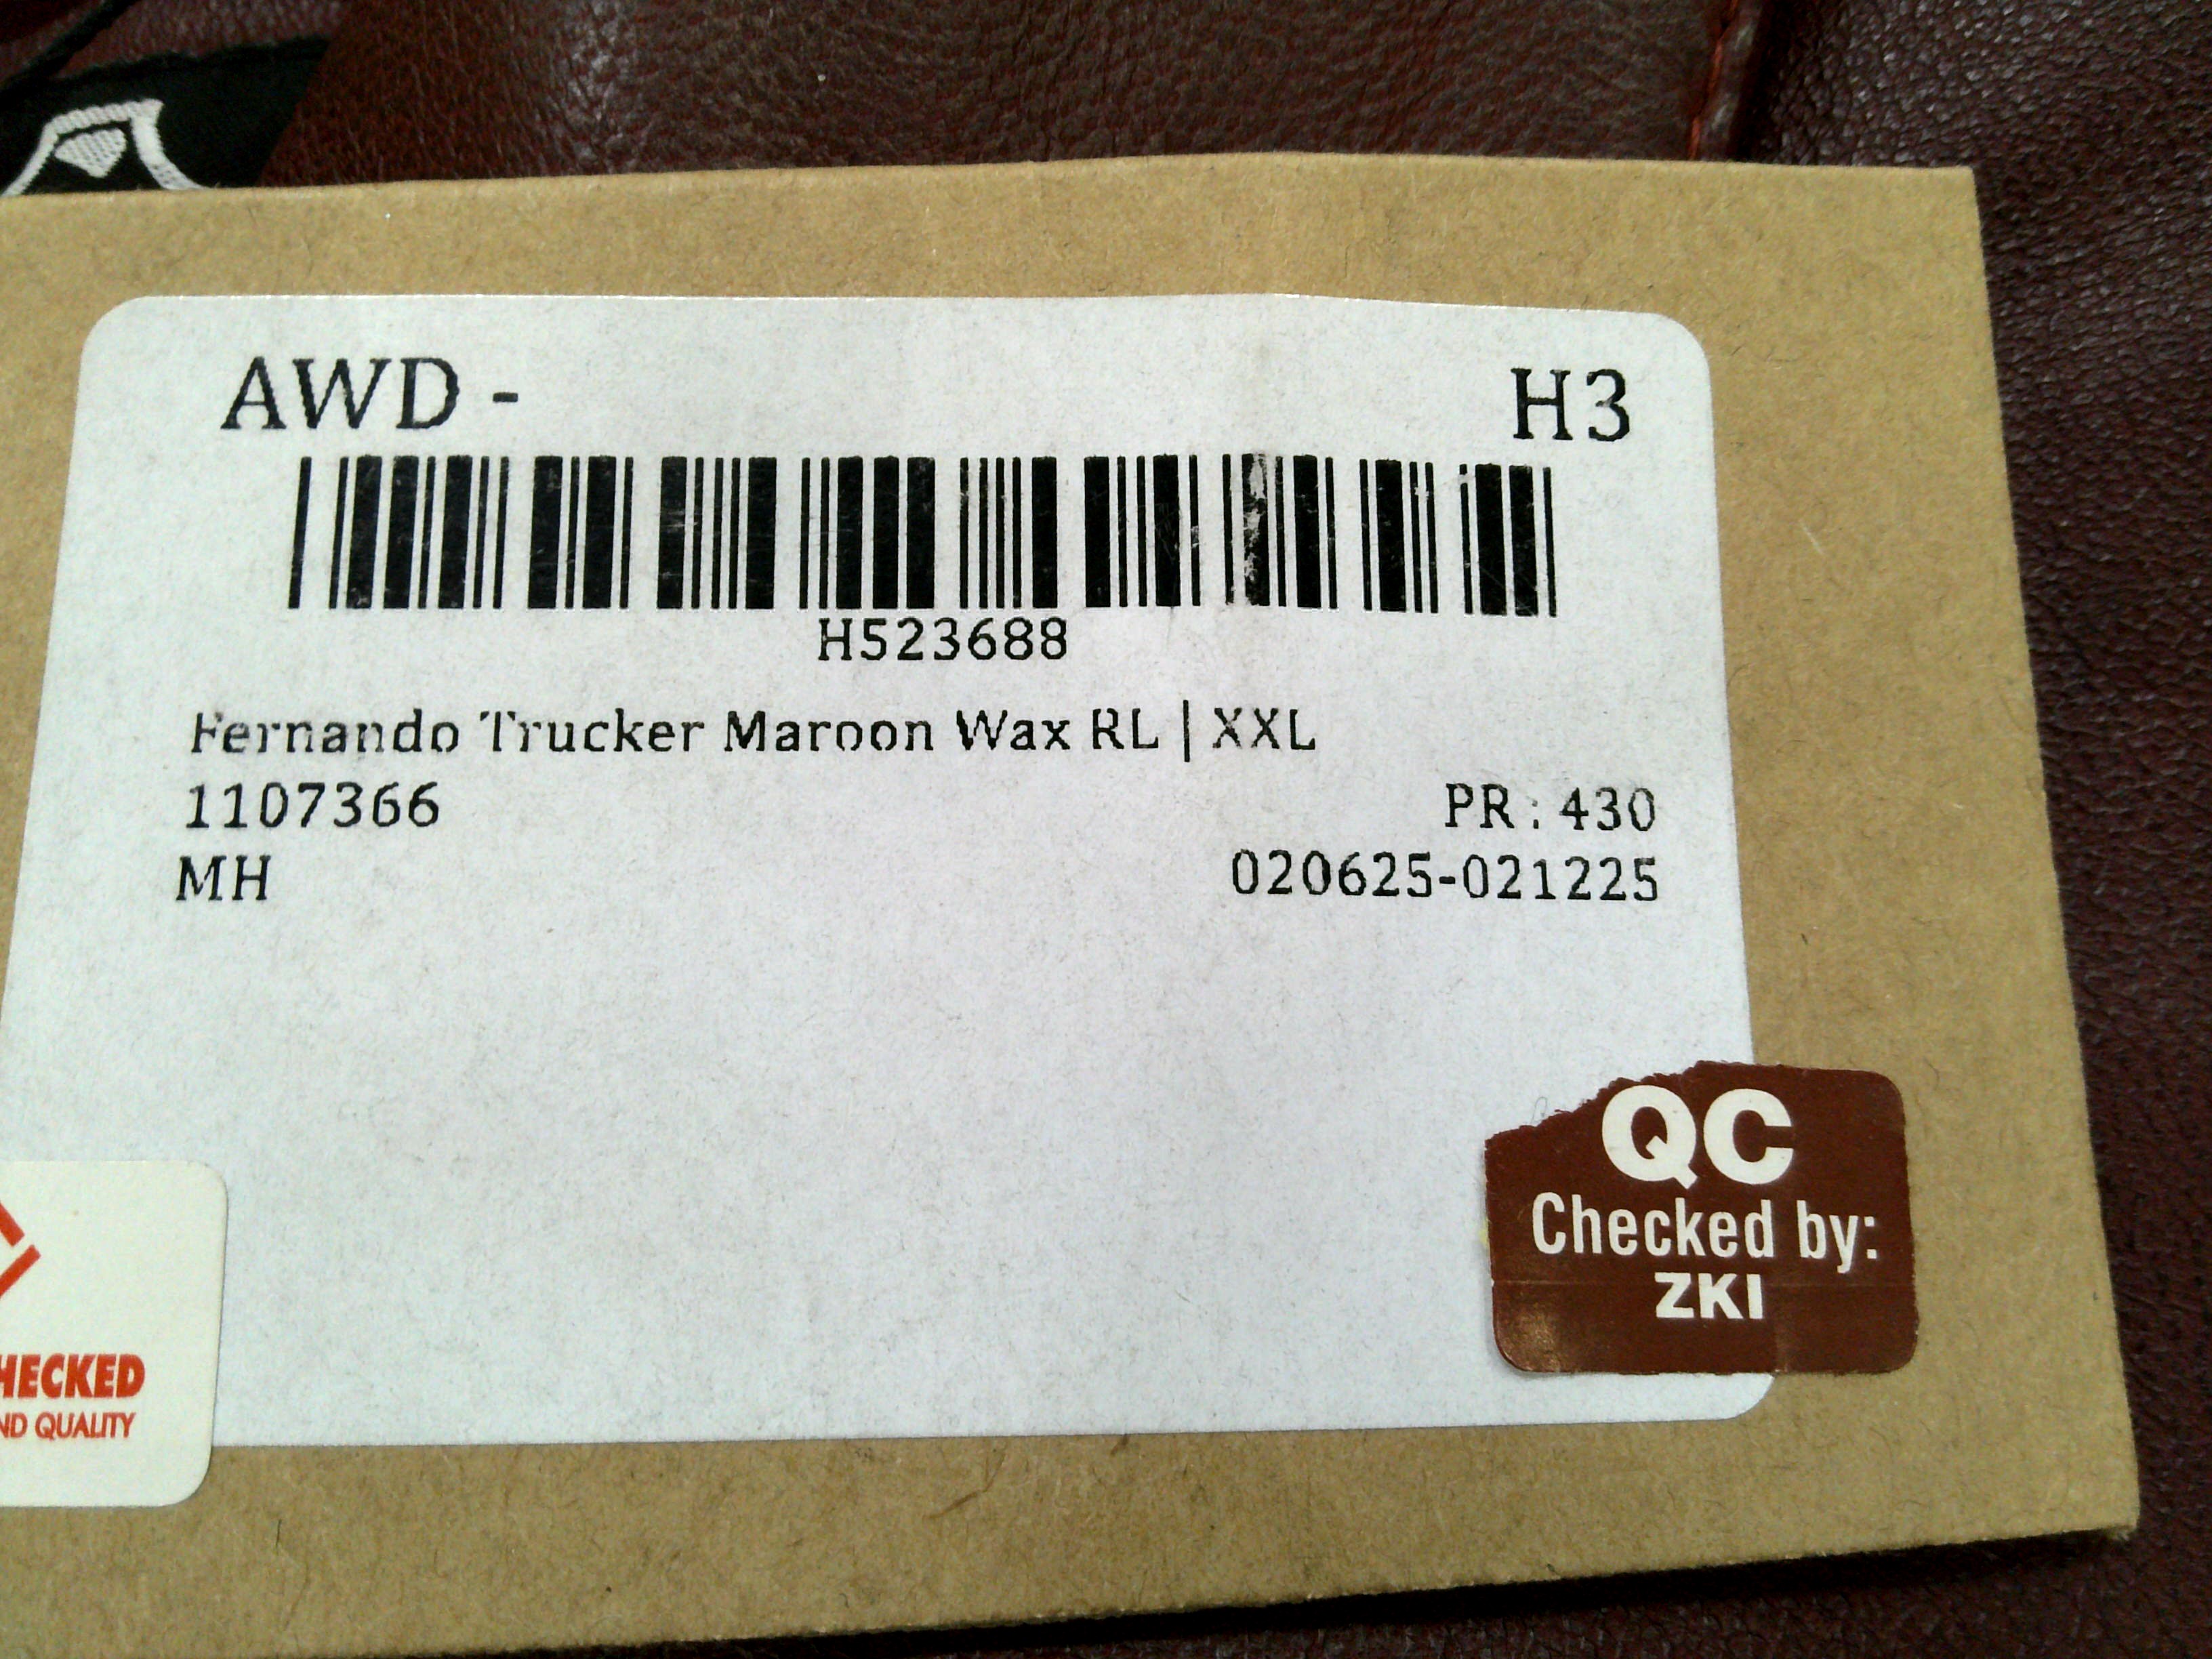 AWD -
H3
H523688
Fernando Trucker Maroon Wax RL | XXL
1107366
PR : 430
MH
020625-021225
QC
Checked by:
ZKI
HECKED
ND QUALITY